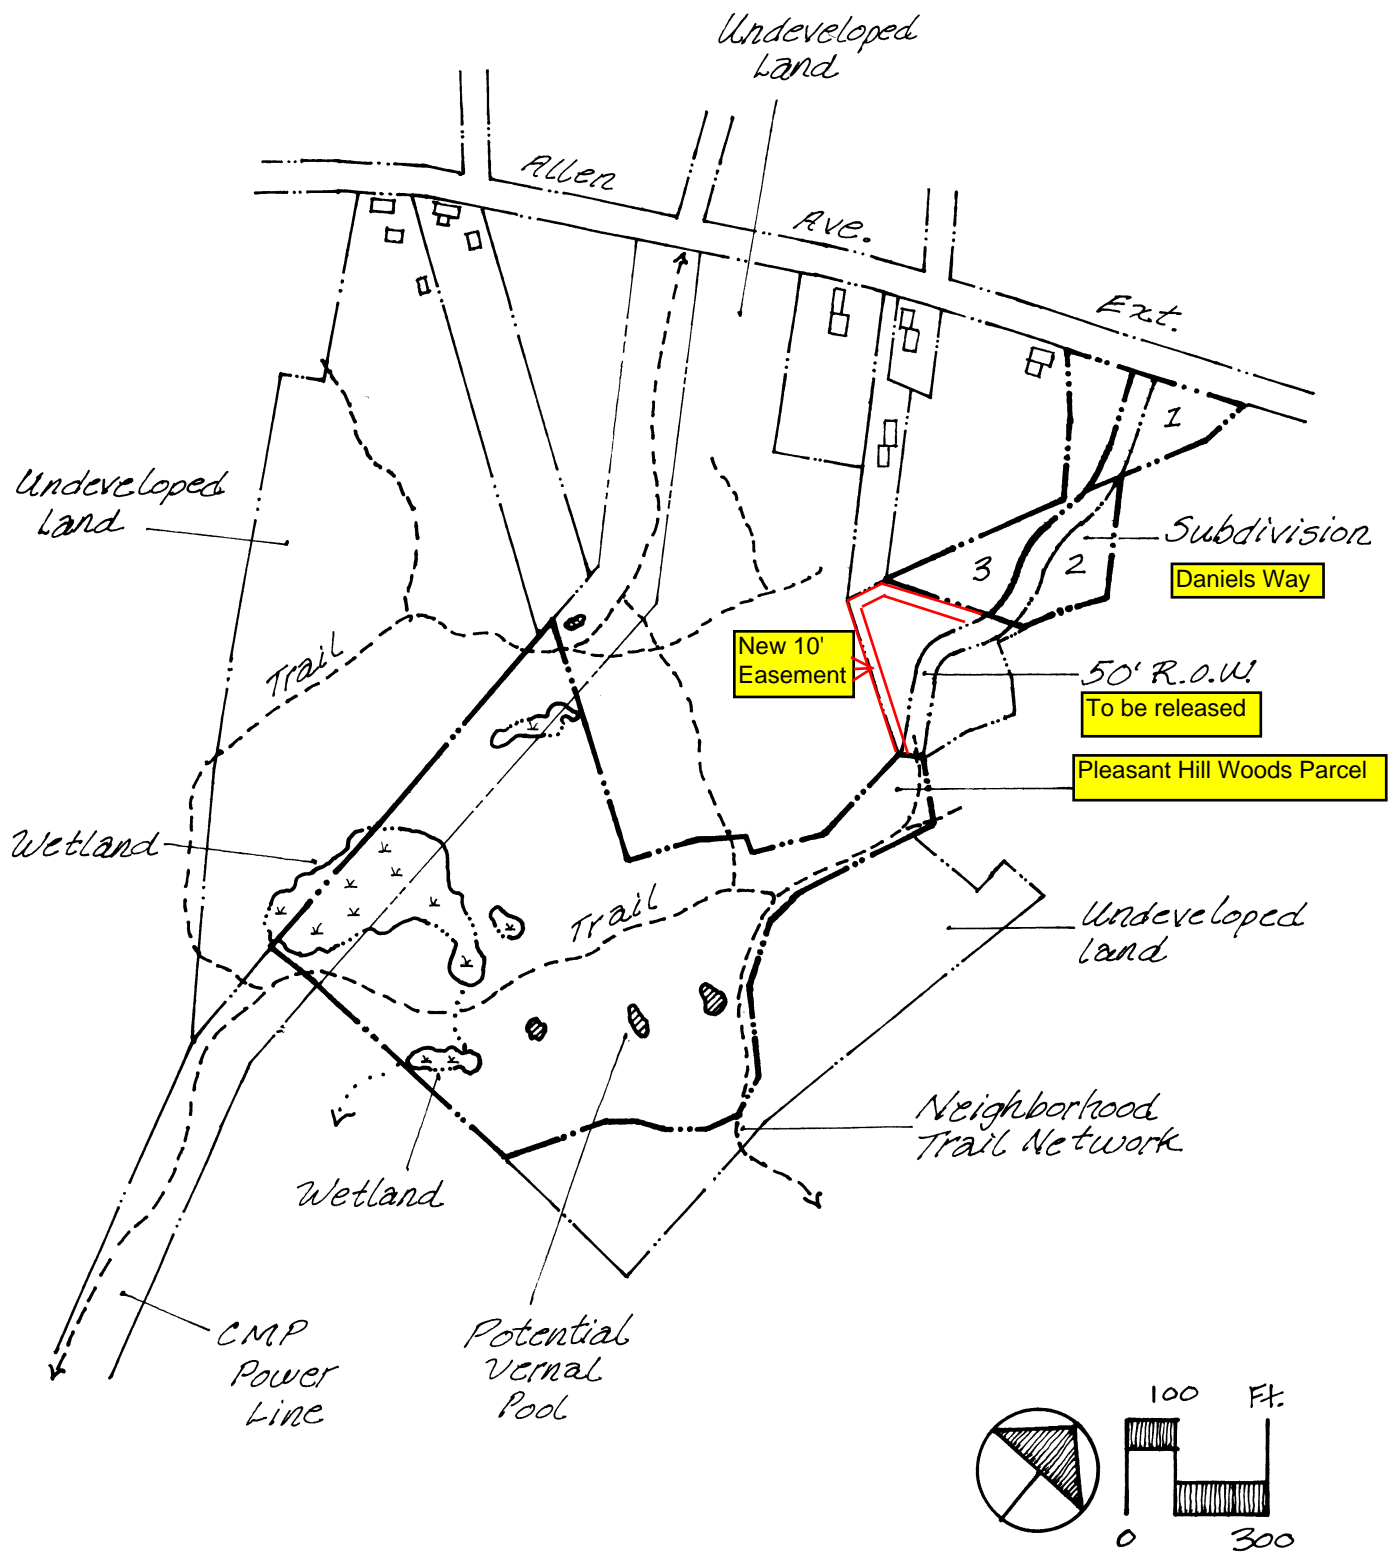 Undeveloped
Land
Allen
Ave.
Ext.
1
Undeveloped
Land
Subdivision
3
2
Daniels Way
Trail
New 10'
Easement
50' R.O.W.
To be released
Pleasant Hill Woods Parcel
Wetland
Trail
Undeveloped
Land
Neighborhood
Trail Network
Wetland
CMP
Power
Line
Potential
Vernal
Pool
100 Ft.
0 300